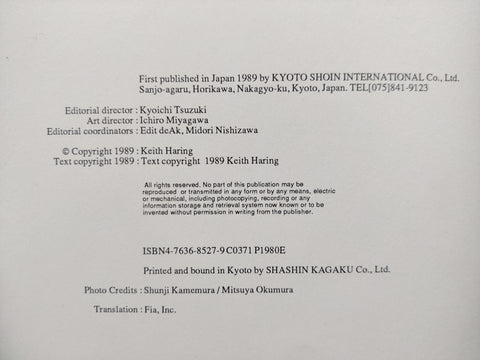 First published in Japan 1989 by KYOTO SHOIN INTERNATIONAL Co., Ltd.
Sanjo-agaru, Horikawa, Nakagyo-ku, Kyoto, Japan. TEL[075]841-9123
Editorial director : Kyoichi Tsuzuki
Art director : Ichiro Miyagawa
Editorial coordinators : Edit deAk, Midori Nishizawa
© Copyright 1989 : Keith Haring
Text copyright 1989 : Text copyright 1989 Keith Haring
All rights reserved. No part of this publication may be
reproduced or transmitted in any form or by any means, electric
or mechanical, including photocopying, recording or any
information storage and retrieval system now known or to be
invented without permission in writing from the publisher.
ISBN4-7636-8527-9 C0371 P1980E
Printed and bound in Kyoto by SHASHIN KAGAKU Co., Ltd.
Photo Credits : Shunji Kamemura / Mitsuya Okumura
Translation : Fia, Inc.